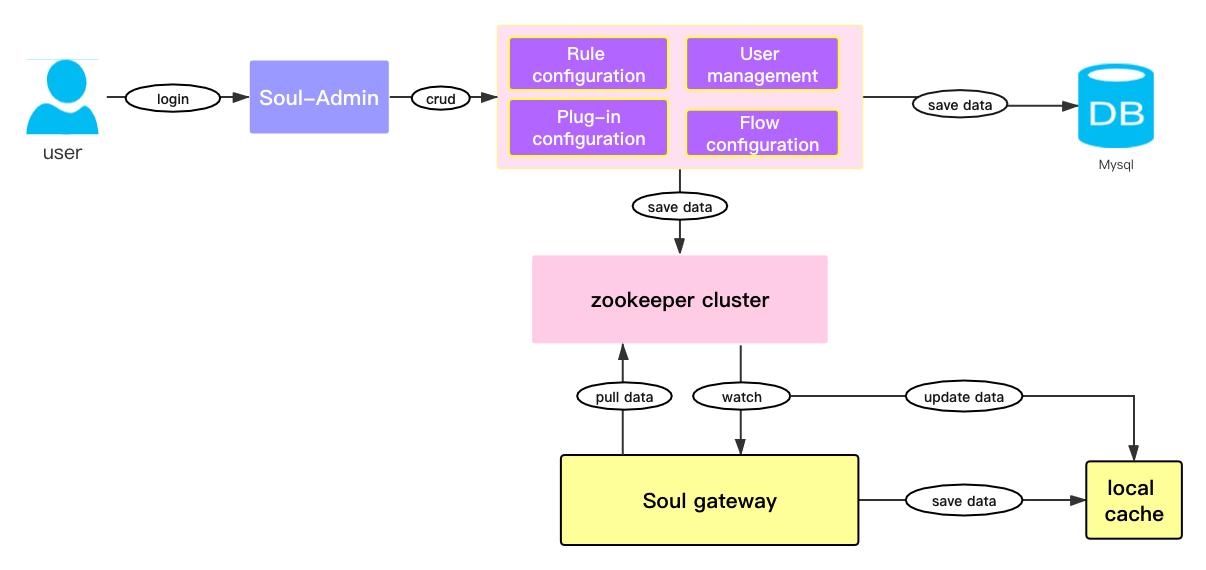 user
login
Soul-Admin
crud
Rule
configuration
User
management
Plug-in
configuration
Flow
configuration
save data
DB
Mysql
save data
zookeeper cluster
pull data
watch
update data
Soul gateway
save data
local
cache